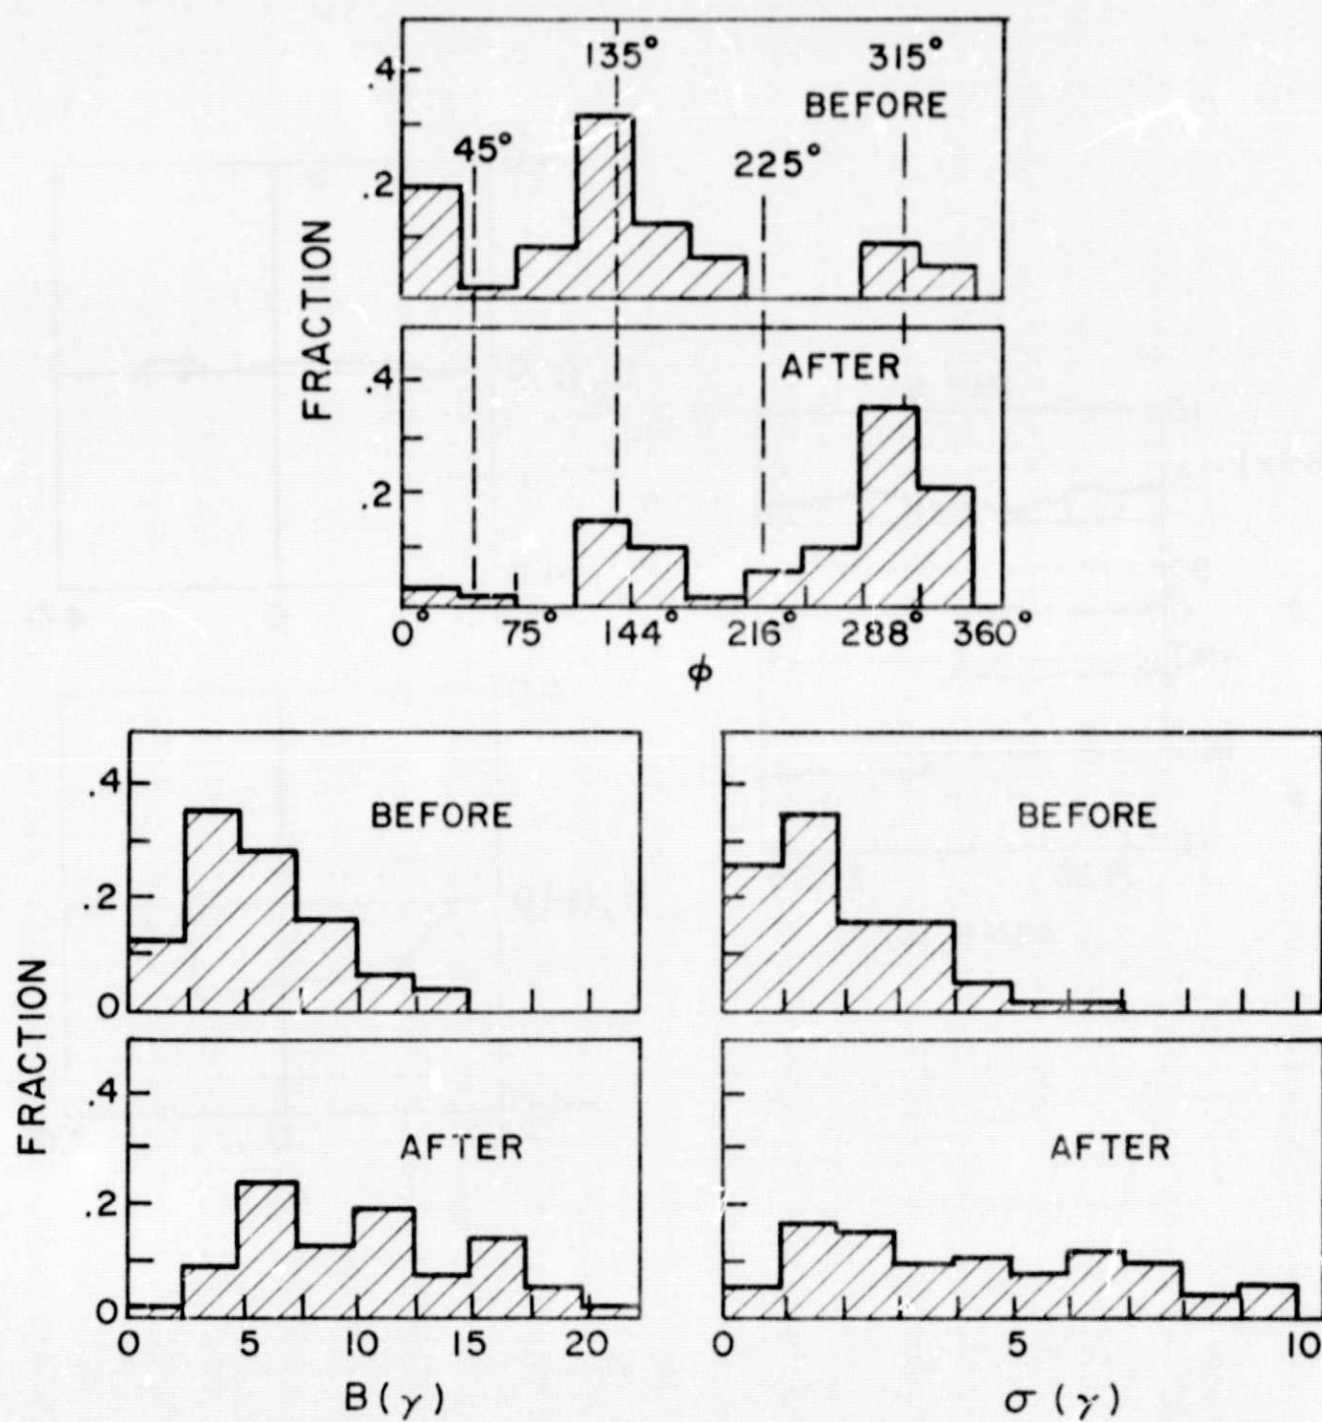 135° 315°
.4
BEFORE
45°
225°
.2
FRACTION
AFTER
.4
.2
0° 75° 144° 216° 288° 360°
ϕ
.4
BEFORE
.2
0
BEFORE
FRACTION
.4
AFTER
.2
0
0 5 10 15 20
B(γ)
AFTER
0 5 10
σ (γ)